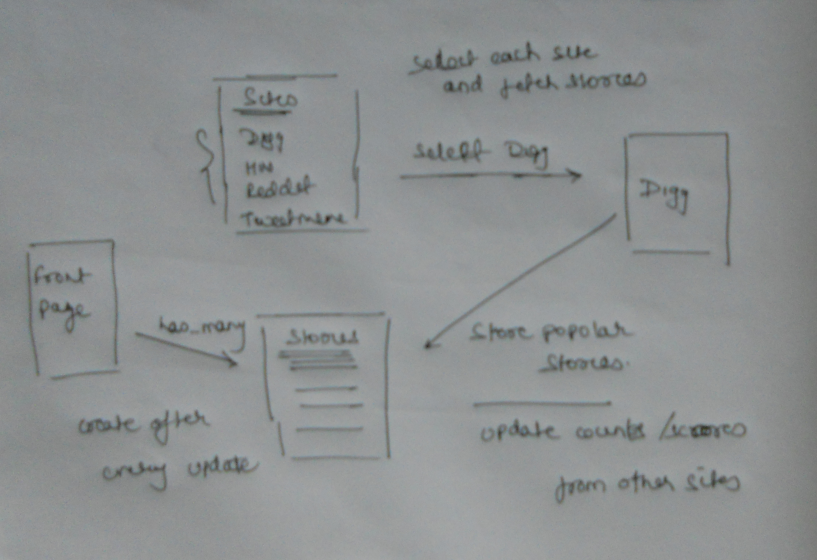 select each site
and fetch stories
Sites
Digg
HN
Reddit
Tweetmeme
select Digg
Digg
Front
Page
has_many
Stories
Store popular
Stories.
create after
every update
update counts / scores
from other sites